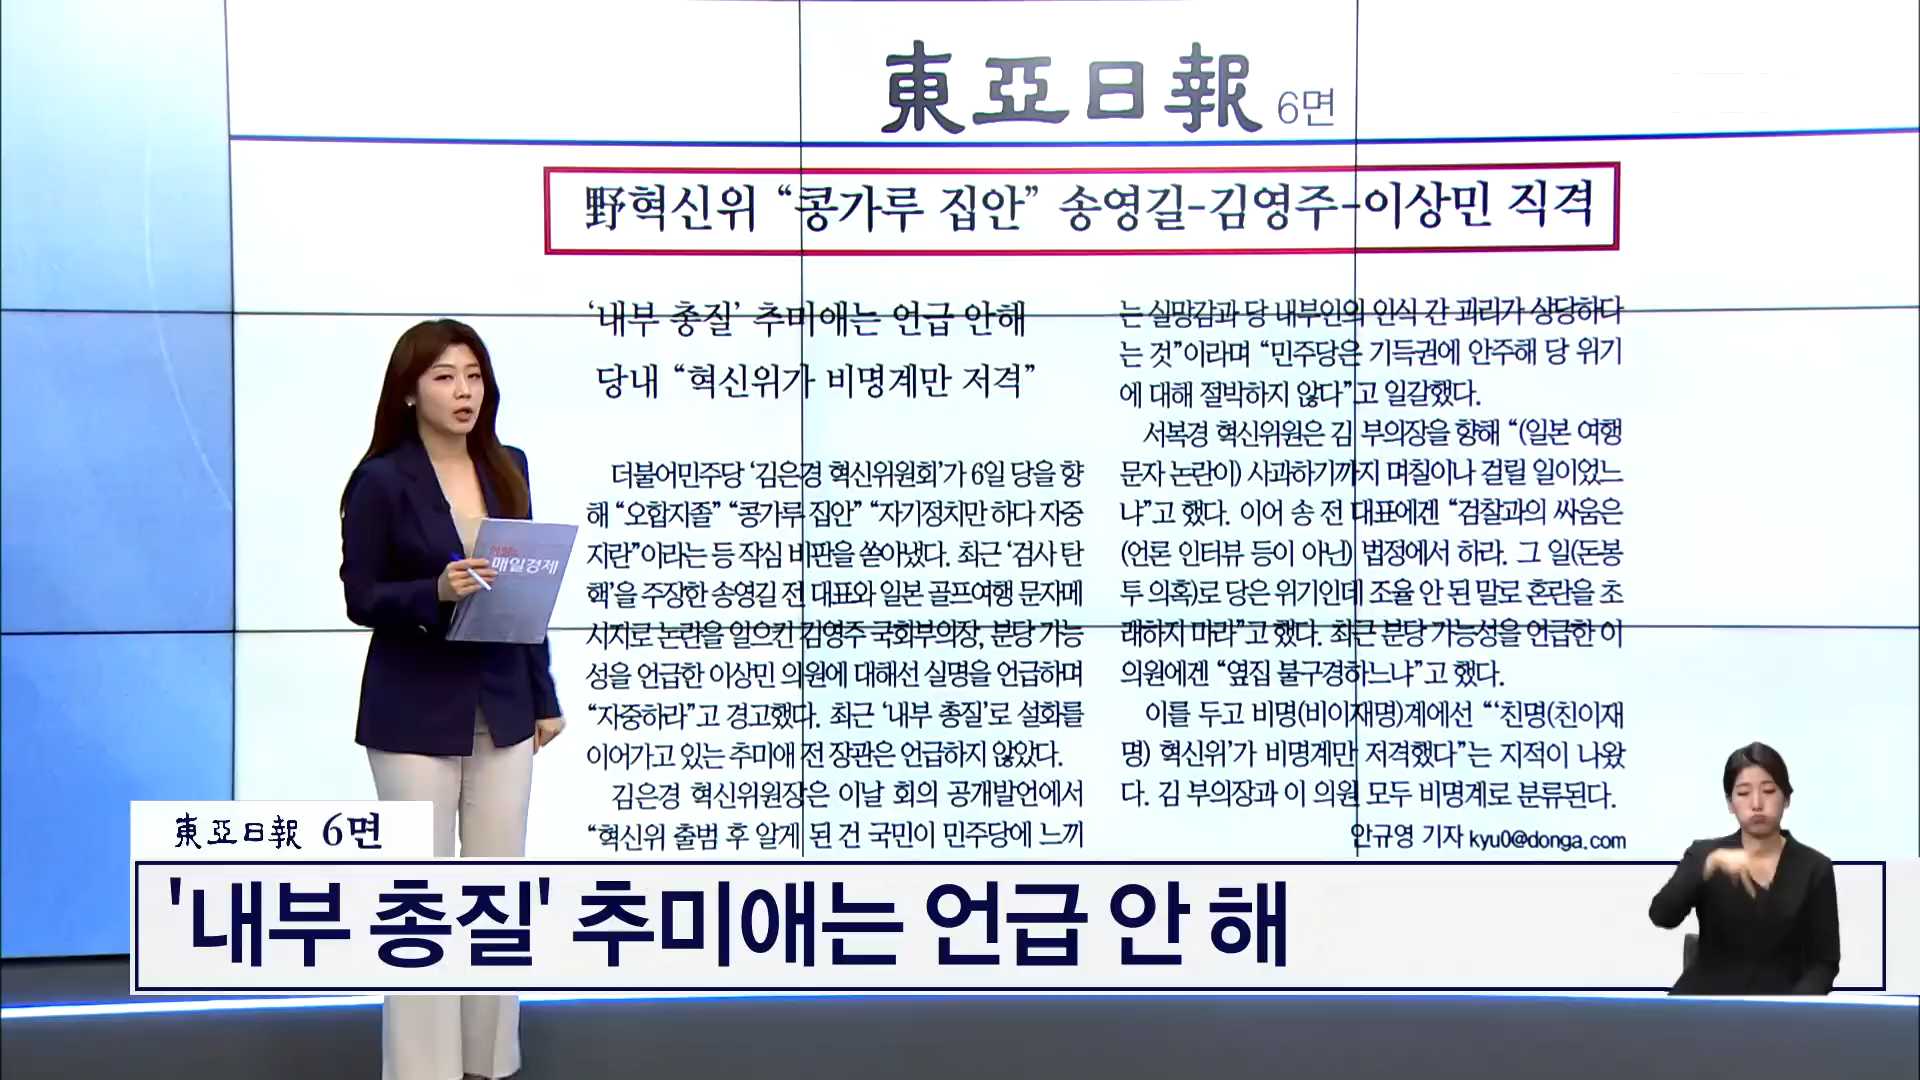 東亞日報 6면
野혁신위 “콩가루 집안” 송영길-김영주-이상민 직격
‘내부 총질’ 추미애는 언급 안해
당내 “혁신위가 비명계만 저격”
더불어민주당 ‘김은경 혁신위원회’가 6일 당을 향
해 “오합지졸” “콩가루 집안” “자기정치만 하다 자중
지란”이라는 등 작심 비판을 쏟아냈다. 최근 ‘검사 탄
핵’을 주장한 송영길 전 대표와 일본 골프여행 문자메
시지로 논란을 일으킨 김영주 국회부의장, 분당 가능
성을 언급한 이상민 의원에 대해선 실명을 언급하며
“자중하라”고 경고했다. 최근 ‘내부 총질’로 설화를
이어가고 있는 추미애 전 장관은 언급하지 않았다.
김은경 혁신위원장은 이날 회의 공개발언에서
“혁신위 출범 후 알게 된 건 국민이 민주당에 느끼
는 실망감과 당 내부인의 인식 간 괴리가 상당하다
는 것”이라며 “민주당은 기득권에 안주해 당 위기
에 대해 절박하지 않다”고 일갈했다.
서복경 혁신위원은 김 부의장을 향해 “(일본 여행
문자 논란이) 사과하기까지 며칠이나 걸릴 일이었느
냐”고 했다. 이어 송 전 대표에겐 “검찰과의 싸움은
(언론 인터뷰 등이 아닌) 법정에서 하라. 그 일(돈봉
투 의혹)로 당은 위기인데 조율 안 된 말로 혼란을 초
래하지 마라”고 했다. 최근 분당 가능성을 언급한 이
의원에겐 “옆집 불구경하느냐”고 했다.
이를 두고 비명(비이재명)계에선 “‘친명(친이재
명) 혁신위’가 비명계만 저격했다”는 지적이 나왔
다. 김 부의장과 이 의원 모두 비명계로 분류된다.
안규영 기자 kyu0@donga.com
매일경제
東亞日報 6면
'내부 총질' 추미애는 언급 안 해